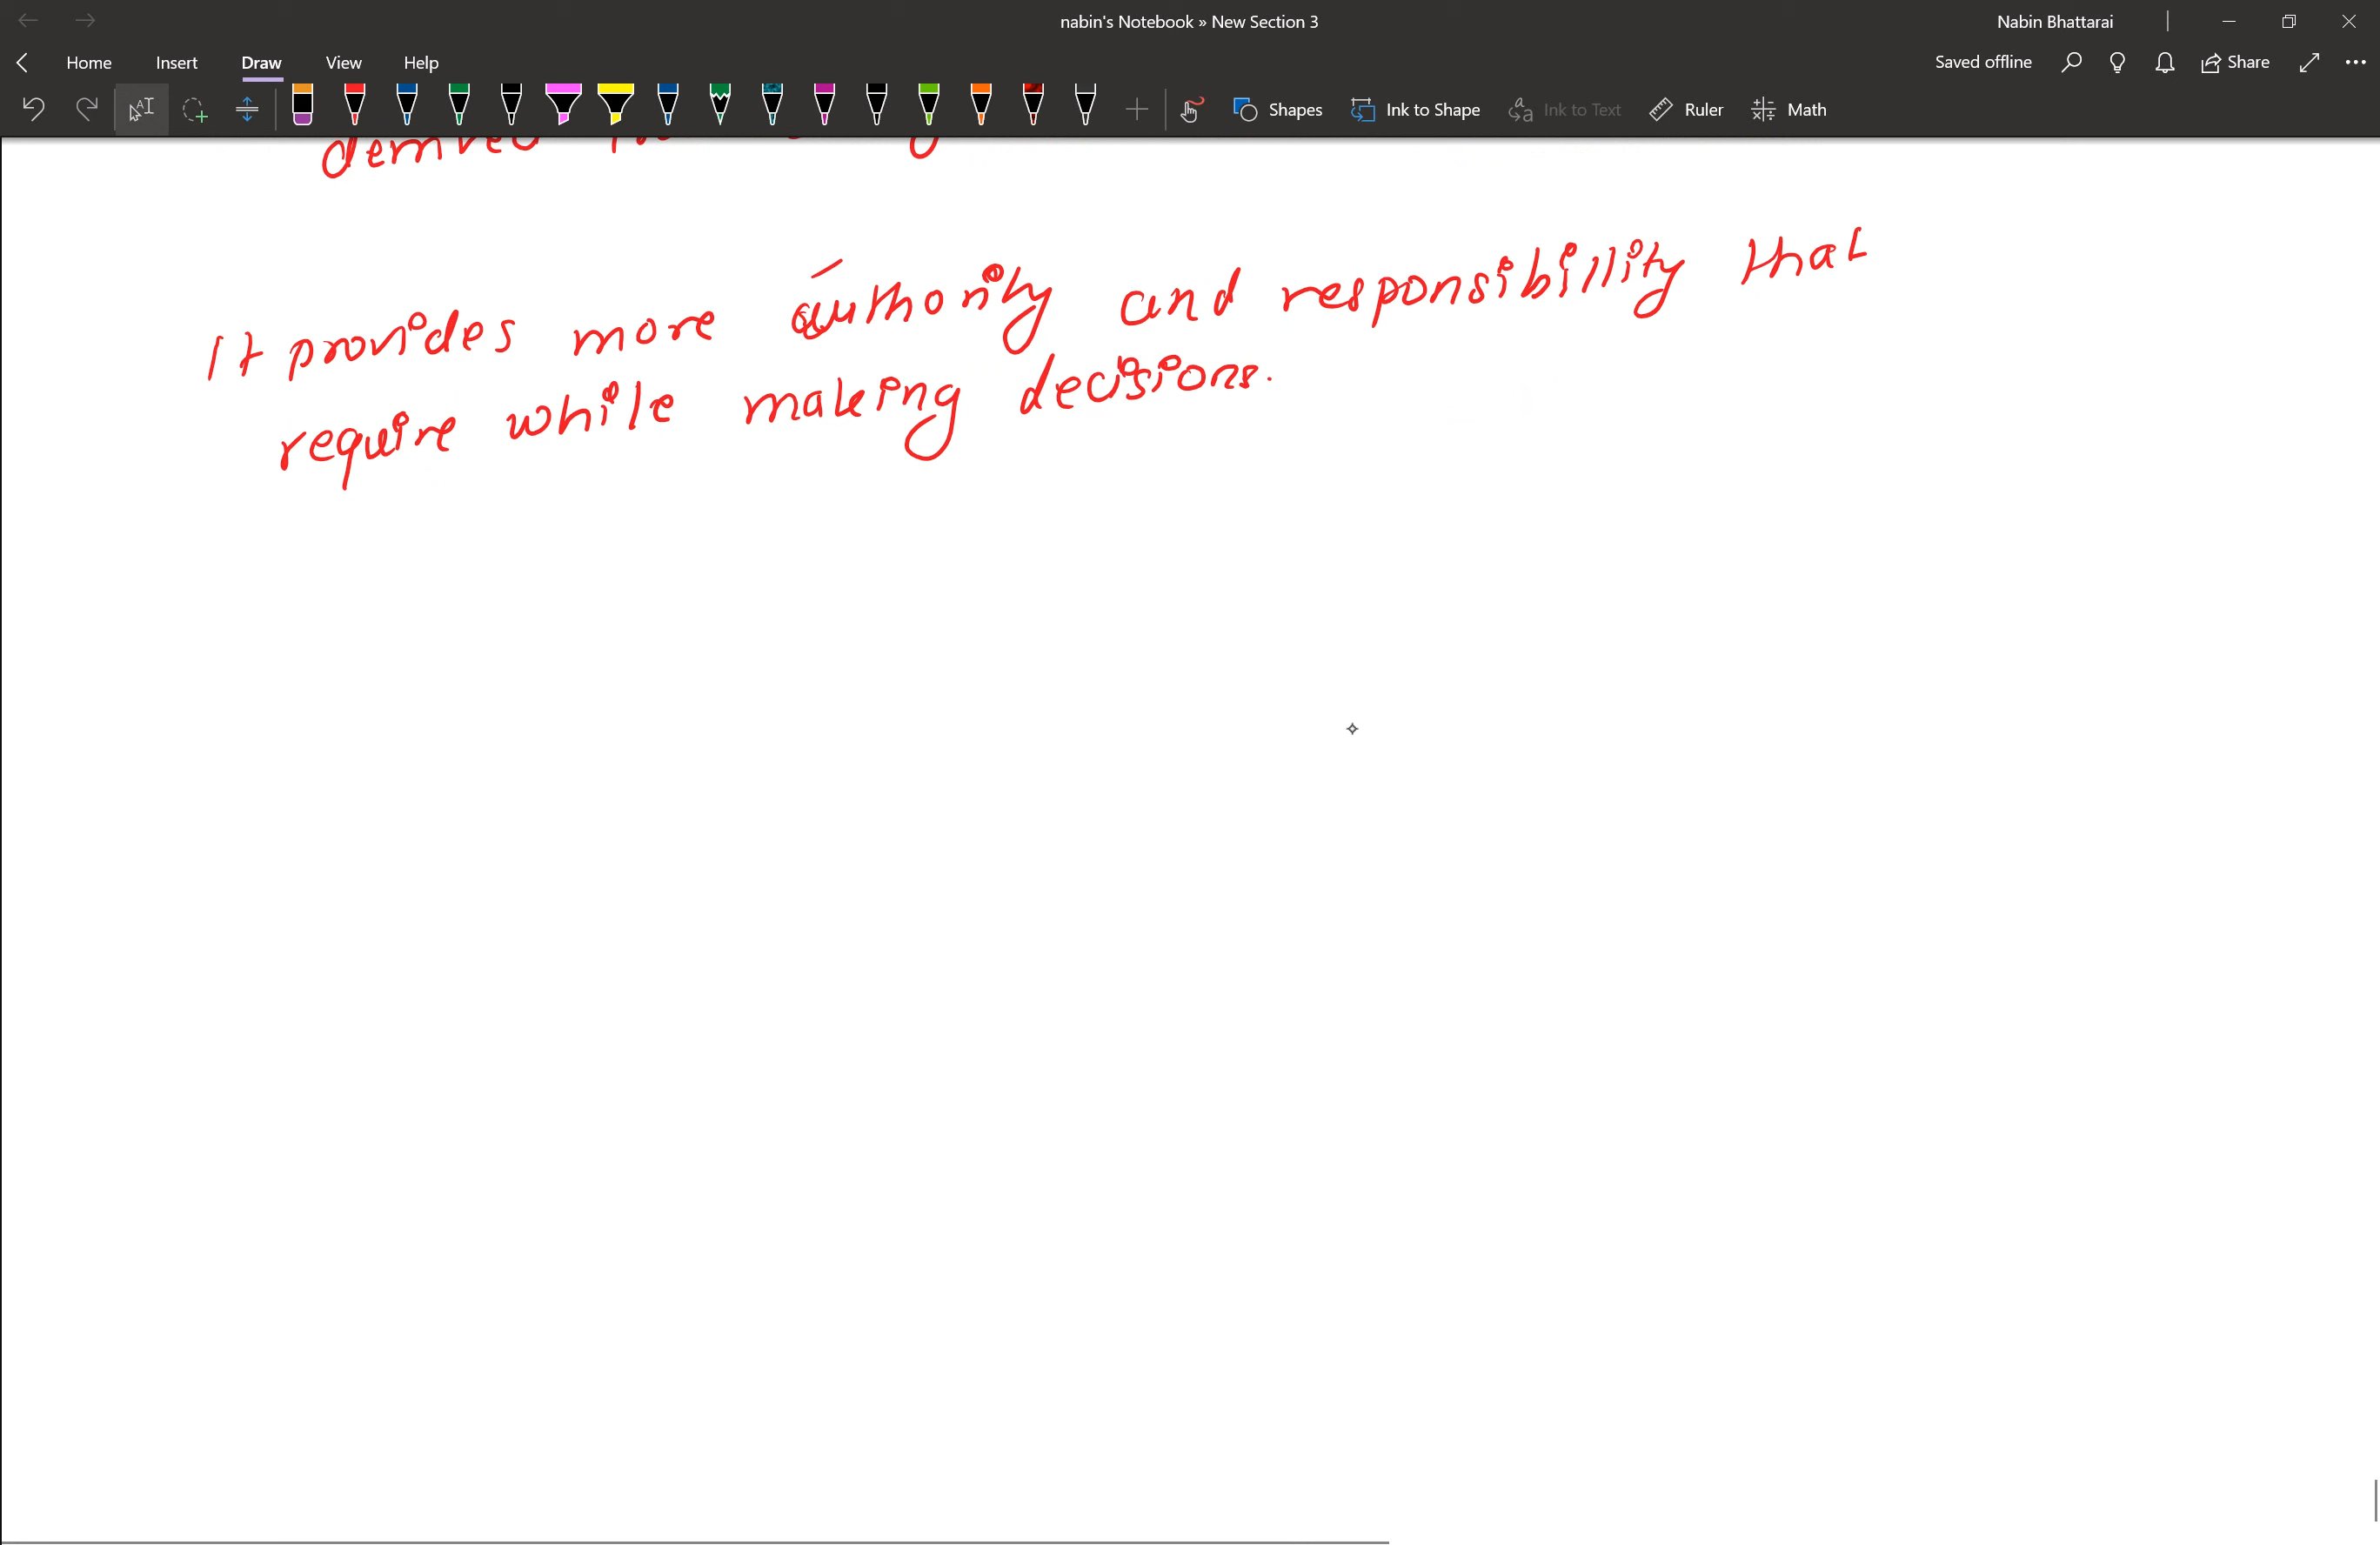 nabin's Notebook » New Section 3
Nabin Bhattarai
Home Insert Draw View Help
Saved offline
Share
Shapes Ink to Shape Ink to Text Ruler Math
It provides more authority and responsibillity that
require while making decisions.